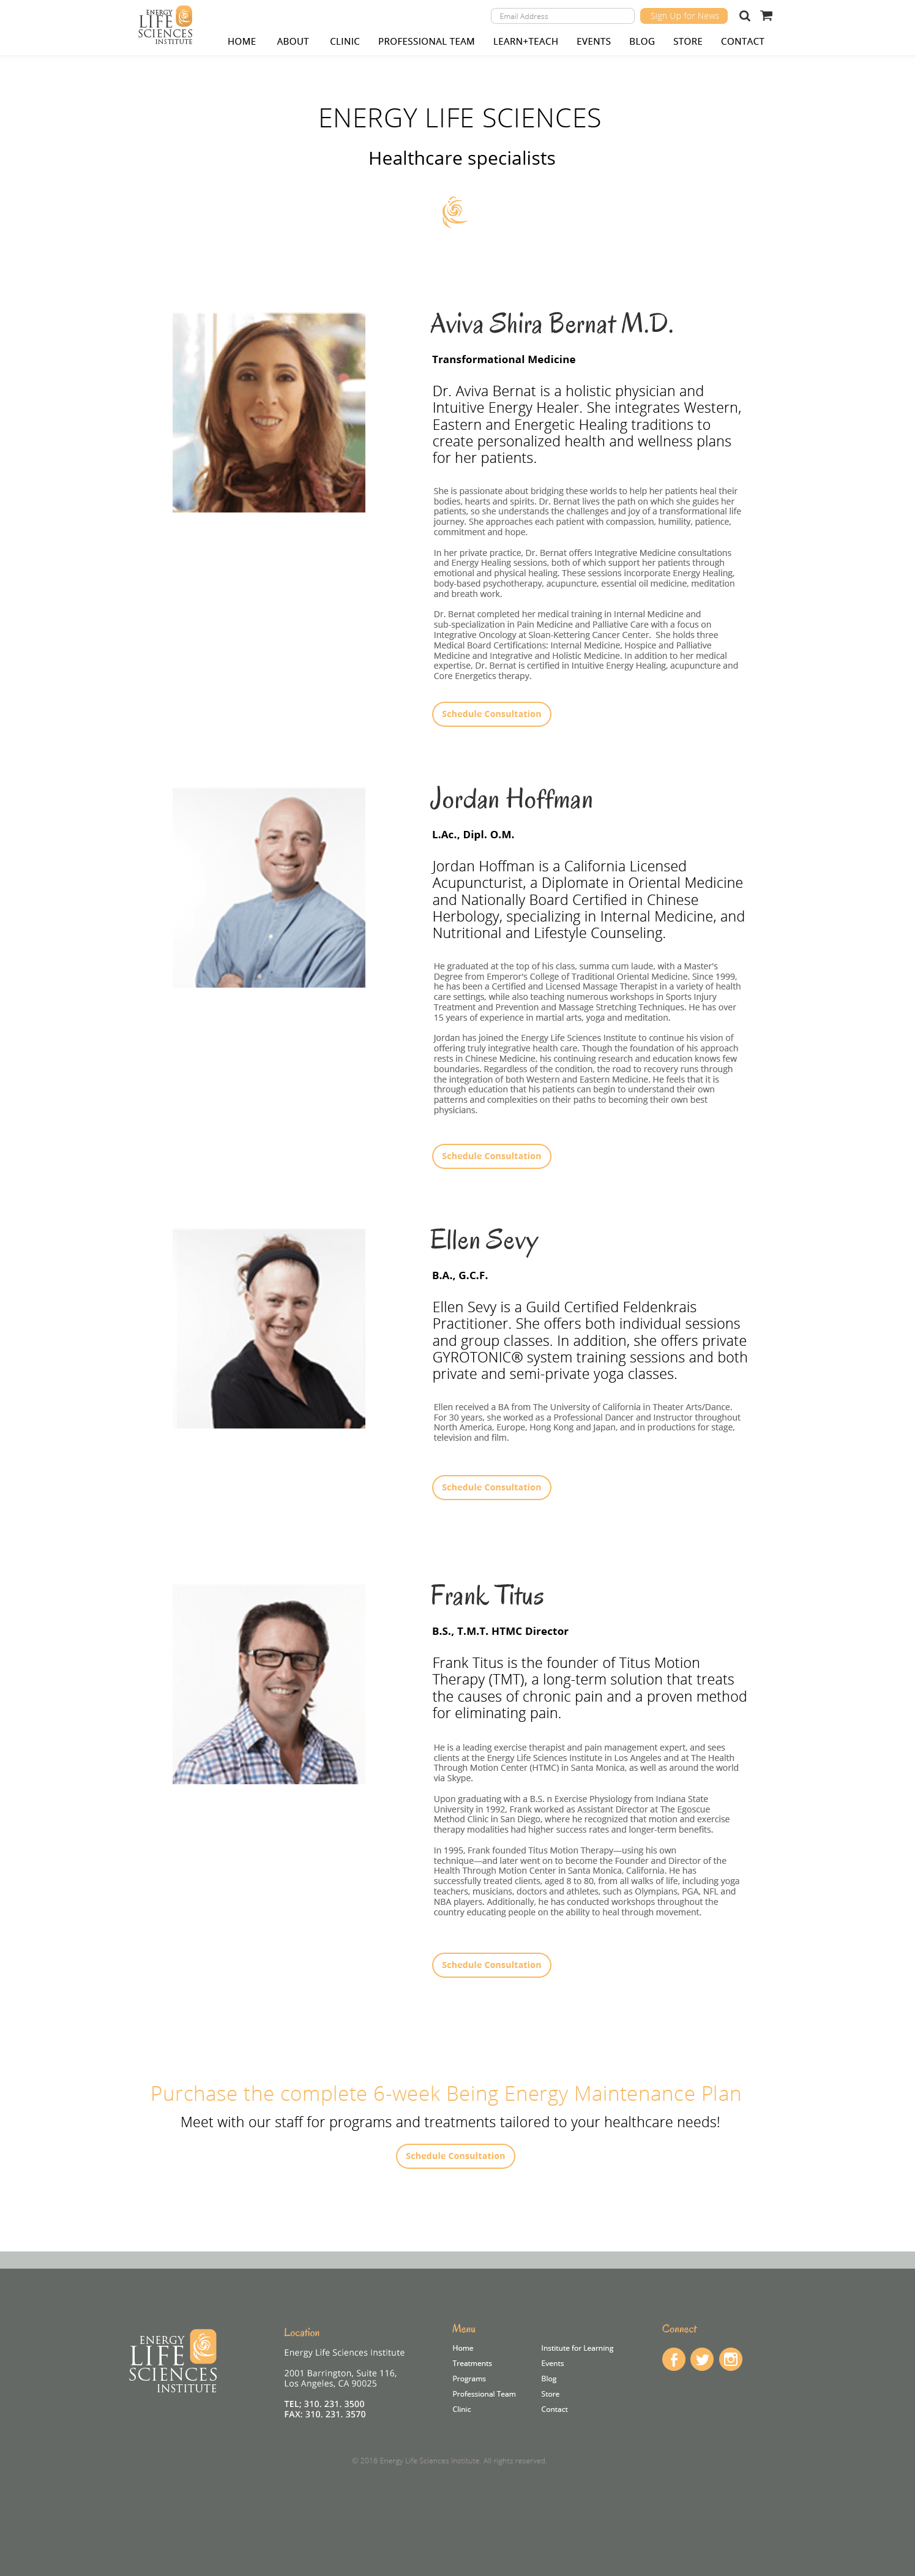 ENERGY
LIFE
SCIENCES
INSTITUTE
Email Address
Sign Up for News
HOME ABOUT CLINIC PROFESSIONAL TEAM LEARN+TEACH EVENTS BLOG STORE CONTACT
ENERGY LIFE SCIENCES
Healthcare specialists
Aviva Shira Bernat M.D.
Transformational Medicine
Dr. Aviva Bernat is a holistic physician and
Intuitive Energy Healer. She integrates Western,
Eastern and Energetic Healing traditions to
create personalized health and wellness plans
for her patients.
She is passionate about bridging these worlds to help her patients heal their
bodies, hearts and spirits. Dr. Bernat lives the path on which she guides her
patients, so she understands the challenges and joy of a transformational life
journey. She approaches each patient with compassion, humility, patience,
commitment and hope.
In her private practice, Dr. Bernat offers Integrative Medicine consultations
and Energy Healing sessions, both of which support her patients through
emotional and physical healing. These sessions incorporate Energy Healing,
body-based psychotherapy, acupuncture, essential oil medicine, meditation
and breath work.
Dr. Bernat completed her medical training in Internal Medicine and
sub-specialization in Pain Medicine and Palliative Care with a focus on
Integrative Oncology at Sloan-Kettering Cancer Center. She holds three
Medical Board Certifications: Internal Medicine, Hospice and Palliative
Medicine and Integrative and Holistic Medicine. In addition to her medical
expertise, Dr. Bernat is certified in Intuitive Energy Healing, acupuncture and
Core Energetics therapy.
Schedule Consultation
Jordan Hoffman
L.Ac., Dipl. O.M.
Jordan Hoffman is a California Licensed
Acupuncturist, a Diplomate in Oriental Medicine
and Nationally Board Certified in Chinese
Herbology, specializing in Internal Medicine, and
Nutritional and Lifestyle Counseling.
He graduated at the top of his class, summa cum laude, with a Master's
Degree from Emperor's College of Traditional Oriental Medicine. Since 1999,
he has been a Certified and Licensed Massage Therapist in a variety of health
care settings, while also teaching numerous workshops in Sports Injury
Treatment and Prevention and Massage Stretching Techniques. He has over
15 years of experience in martial arts, yoga and meditation.
Jordan has joined the Energy Life Sciences Institute to continue his vision of
offering truly integrative health care. Though the foundation of his approach
rests in Chinese Medicine, his continuing research and education knows few
boundaries. Regardless of the condition, the road to recovery runs through
the integration of both Western and Eastern Medicine. He feels that it is
through education that his patients can begin to understand their own
patterns and complexities on their paths to becoming their own best
physicians.
Schedule Consultation
Ellen Sevy
B.A., G.C.F.
Ellen Sevy is a Guild Certified Feldenkrais
Practitioner. She offers both individual sessions
and group classes. In addition, she offers private
GYROTONIC® system training sessions and both
private and semi-private yoga classes.
Ellen received a BA from The University of California in Theater Arts/Dance.
For 30 years, she worked as a Professional Dancer and Instructor throughout
North America, Europe, Hong Kong and Japan, and in productions for stage,
television and film.
Schedule Consultation
Frank Titus
B.S., T.M.T. HTMC Director
Frank Titus is the founder of Titus Motion
Therapy (TMT), a long-term solution that treats
the causes of chronic pain and a proven method
for eliminating pain.
He is a leading exercise therapist and pain management expert, and sees
clients at the Energy Life Sciences Institute in Los Angeles and at The Health
Through Motion Center (HTMC) in Santa Monica, as well as around the world
via Skype.
Upon graduating with a B.S. n Exercise Physiology from Indiana State
University in 1992, Frank worked as Assistant Director at The Egoscue
Method Clinic in San Diego, where he recognized that motion and exercise
therapy modalities had higher success rates and longer-term benefits.
In 1995, Frank founded Titus Motion Therapy—using his own
technique—and later went on to become the Founder and Director of the
Health Through Motion Center in Santa Monica, California. He has
successfully treated clients, aged 8 to 80, from all walks of life, including yoga
teachers, musicians, doctors and athletes, such as Olympians, PGA, NFL and
NBA players. Additionally, he has conducted workshops throughout the
country educating people on the ability to heal through movement.
Schedule Consultation
Purchase the complete 6-week Being Energy Maintenance Plan
Meet with our staff for programs and treatments tailored to your healthcare needs!
Schedule Consultation
ENERGY
LIFE
SCIENCES
INSTITUTE
Location
Energy Life Sciences Institute
2001 Barrington, Suite 116,
Los Angeles, CA 90025
TEL; 310. 231. 3500
FAX: 310. 231. 3570
Menu
Home
Treatments
Programs
Professional Team
Clinic
Institute for Learning
Events
Blog
Store
Contact
Connect
© 2016 Energy Life Sciences Institute. All rights reserved.